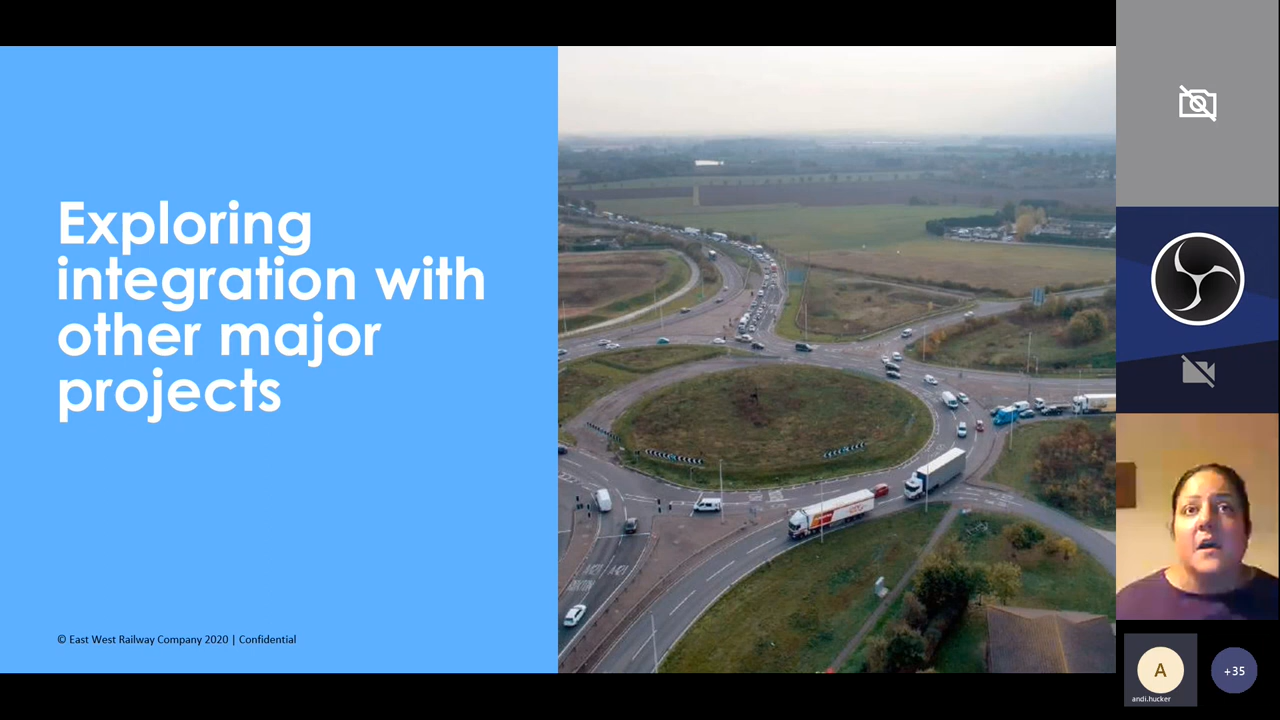 Exploring
integration with
other major
projects
© East West Railway Company 2020 | Confidential
A
andi.hucker
+35